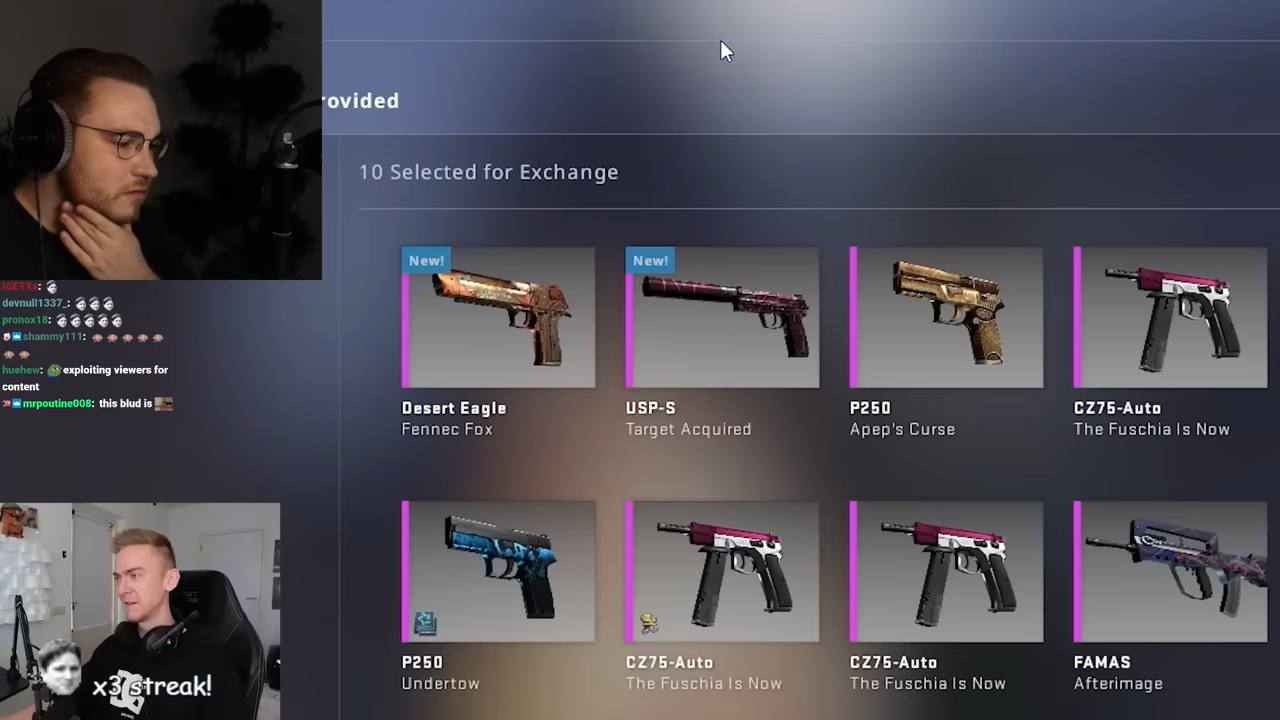 rovided
10 Selected for Exchange
New!
New!
Desert Eagle
Fennec Fox
USP-S
Target Acquired
P250
Apep's Curse
CZ75-Auto
The Fuschia Is Now
P250
Undertow
CZ75-Auto
The Fuschia Is Now
CZ75-Auto
The Fuschia Is Now
FAMAS
Afterimage
IGETXs:
devnull1337_:
pronox18:
shammy111:
huehew: exploiting viewers for
content
mrpoutine008: this blud is
x3 streak!